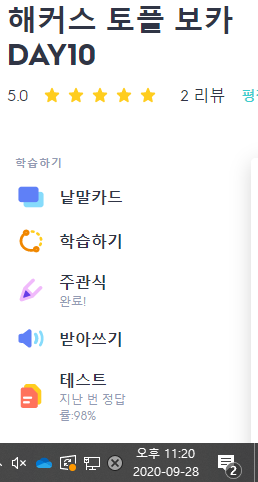 해커스 토플 보카
DAY10
5.0 2 리뷰
학습하기
낱말카드
학습하기
주관식
완료!
받아쓰기
테스트
지난 번 정답
률:98%
오후 11:20
2020-09-28
2